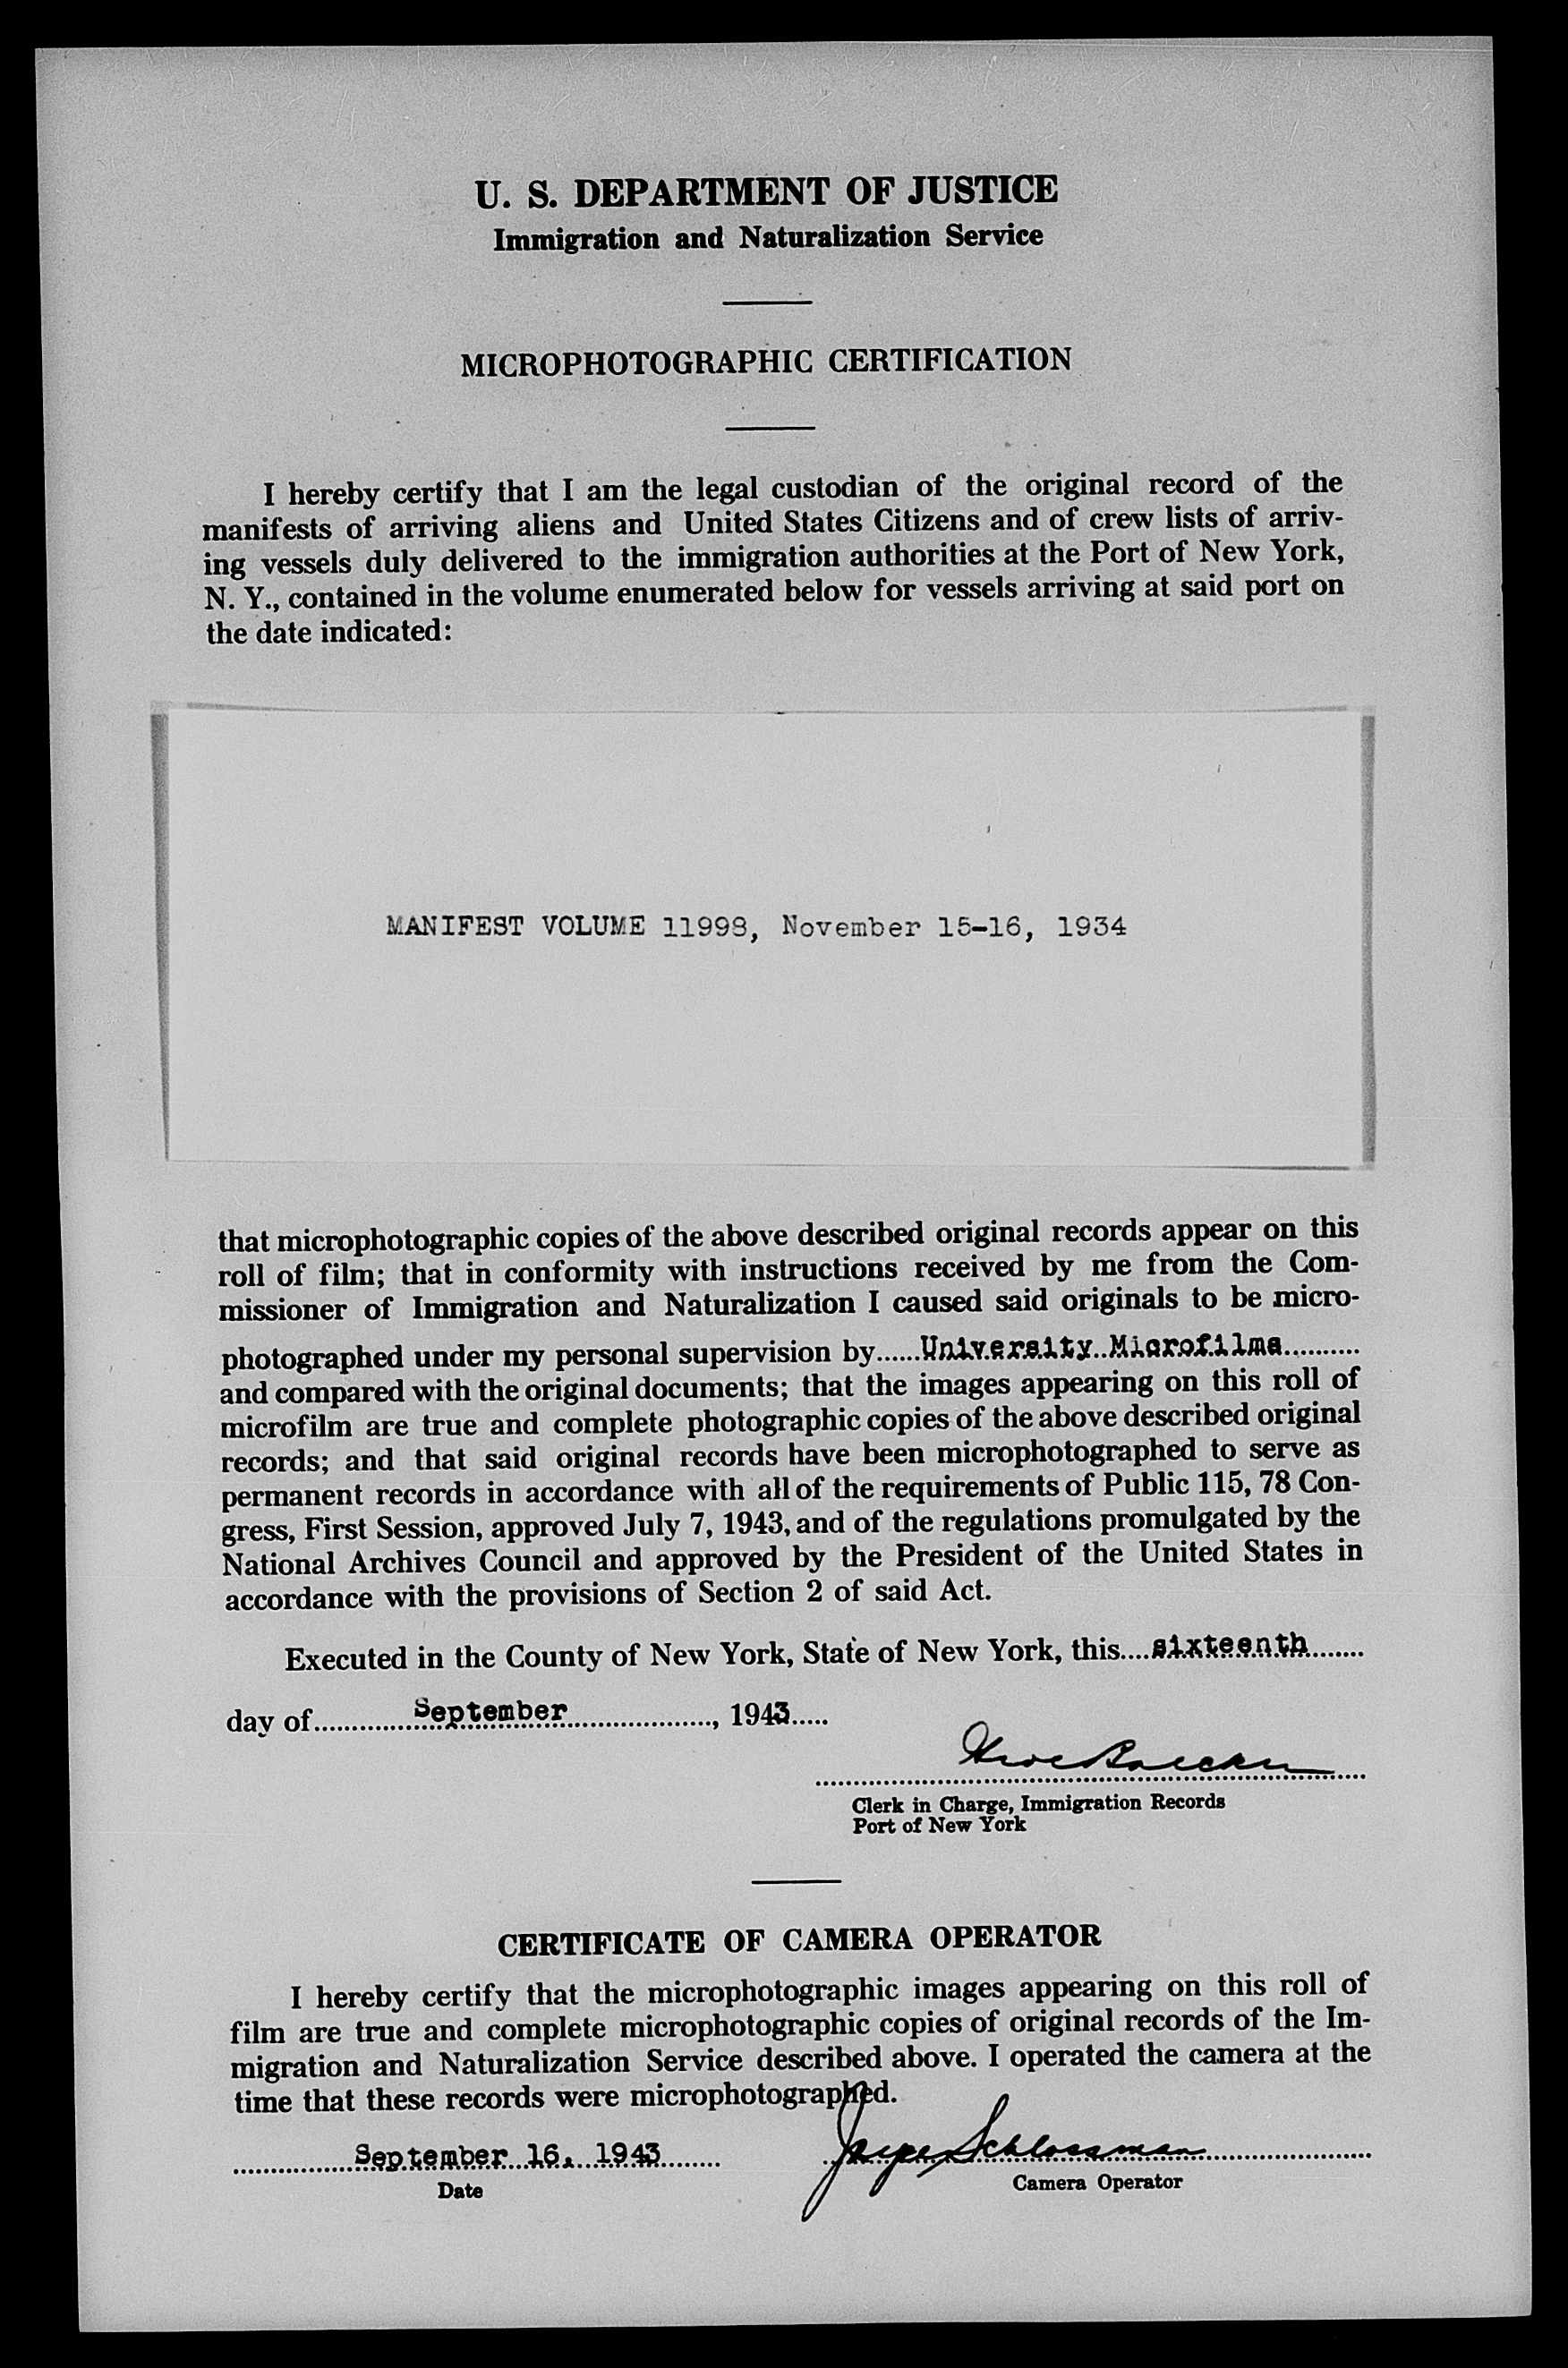 U. S. DEPARTMENT OF JUSTICE
Immigration and Naturalization Service
MICROPHOTOGRAPHIC CERTIFICATION
I hereby certify that I am the legal custodian of the original record of the
manifests of arriving aliens and United States Citizens and of crew lists of arriv-
ing vessels duly delivered to the immigration authorities at the Port of New York,
N. Y., contained in the volume enumerated below for vessels arriving at said port on
the date indicated:
MANIFEST VOLUME 11998, November 15-16, 1934
that microphotographic copies of the above described original records appear on this
roll of film; that in conformity with instructions received by me from the Com-
missioner of Immigration and Naturalization I caused said originals to be micro-
photographed under my personal supervision by......University Microfilms..........
and compared with the original documents; that the images appearing on this roll of
microfilm are true and complete photographic copies of the above described original
records; and that said original records have been microphotographed to serve as
permanent records in accordance with all of the requirements of Public 115, 78 Con-
gress, First Session, approved July 7, 1943, and of the regulations promulgated by the
National Archives Council and approved by the President of the United States in
accordance with the provisions of Section 2 of said Act.
Executed in the County of New York, State of New York, this....sixteenth........
day of..............September....................., 1943.....
Clerk in Charge, Immigration Records
Port of New York
CERTIFICATE OF CAMERA OPERATOR
I hereby certify that the microphotographic images appearing on this roll of
film are true and complete microphotographic copies of original records of the Im-
migration and Naturalization Service described above. I operated the camera at the
time that these records were microphotographed.
September 16, 1943 Schlossman
Date Camera Operator